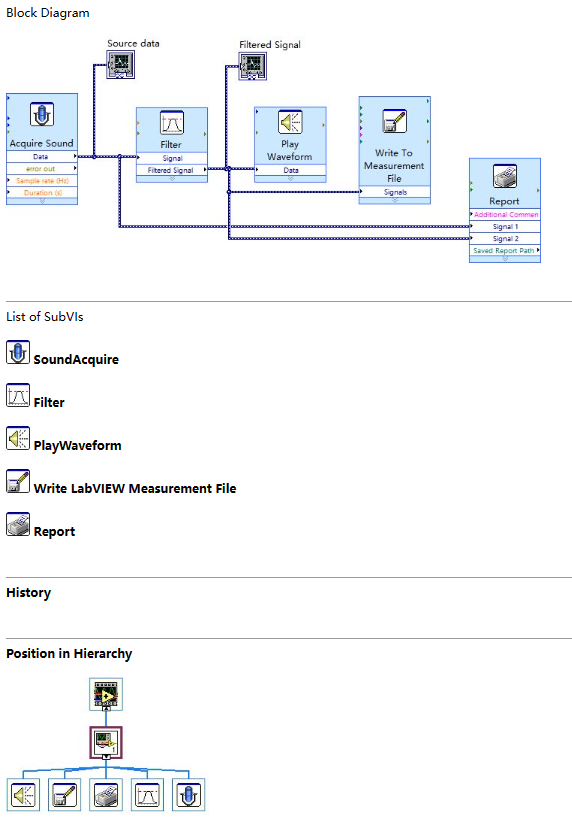 Block Diagram
Source data
Filtered Signal
Acquire Sound
Data
error out
Sample rate (Hz)
Duration (s)
Filter
Signal
Filtered Signal
Play
Waveform
Data
Write To
Measurement
File
Signals
Report
Additional Commen
Signal 1
Signal 2
Saved Report Path
List of SubVIs
SoundAcquire
Filter
PlayWaveform
Write LabVIEW Measurement File
Report
History
Position in Hierarchy
1